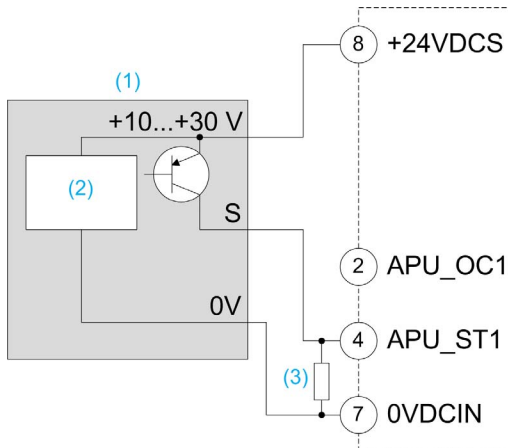 8 +24VDCS
(1)
+10...+30 V
(2)
S
2 APU_OC1
0V
4 APU_ST1
(3)
7 0VDCIN